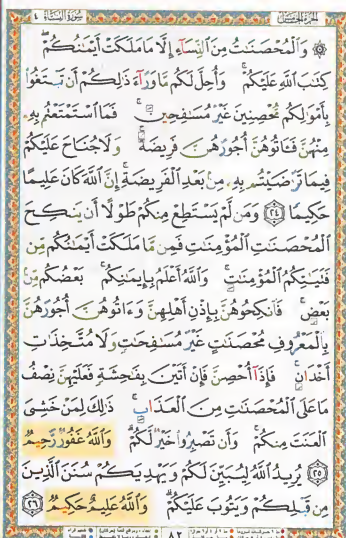 الجزء الخامس
سورة النساء ٤
۞ وَالْمُحْصَنَاتُ مِنَ النِّسَاءِ إِلَّا مَا مَلَكَتْ أَيْمَانُكُمْ ۖ
كِتَابَ اللَّهِ عَلَيْكُمْ ۚ وَأُحِلَّ لَكُم مَّا وَرَاءَ ذَٰلِكُمْ أَن تَبْتَغُوا
بِأَمْوَالِكُم مُّحْصِنِينَ غَيْرَ مُسَافِحِينَ ۚ فَمَا اسْتَمْتَعْتُم بِهِ
مِنْهُنَّ فَآتُوهُنَّ أُجُورَهُنَّ فَرِيضَةً ۚ وَلَا جُنَاحَ عَلَيْكُمْ
فِيمَا تَرَاضَيْتُم بِهِ مِن بَعْدِ الْفَرِيضَةِ ۚ إِنَّ اللَّهَ كَانَ عَلِيمًا
حَكِيمًا ٢٤ وَمَن لَّمْ يَسْتَطِعْ مِنكُمْ طَوْلًا أَن يَنكِحَ
الْمُحْصَنَاتِ الْمُؤْمِنَاتِ فَمِن مَّا مَلَكَتْ أَيْمَانُكُم مِّن
فَتَيَاتِكُمُ الْمُؤْمِنَاتِ ۚ وَاللَّهُ أَعْلَمُ بِإِيمَانِكُم ۚ بَعْضُكُم مِّن
بَعْضٍ ۚ فَانكِحُوهُنَّ بِإِذْنِ أَهْلِهِنَّ وَآتُوهُنَّ أُجُورَهُنَّ
بِالْمَعْرُوفِ مُحْصَنَاتٍ غَيْرَ مُسَافِحَاتٍ وَلَا مُتَّخِذَاتِ
أَخْدَانٍ ۚ فَإِذَا أُحْصِنَّ فَإِنْ أَتَيْنَ بِفَاحِشَةٍ فَعَلَيْهِنَّ نِصْفُ
مَا عَلَى الْمُحْصَنَاتِ مِنَ الْعَذَابِ ۚ ذَٰلِكَ لِمَنْ خَشِيَ
الْعَنَتَ مِنكُمْ ۚ وَأَن تَصْبِرُوا خَيْرٌ لَّكُمْ ۗ وَاللَّهُ غَفُورٌ رَّحِيمٌ
٢٥ يُرِيدُ اللَّهُ لِيُبَيِّنَ لَكُمْ وَيَهْدِيَكُمْ سُنَنَ الَّذِينَ
مِن قَبْلِكُمْ وَيَتُوبَ عَلَيْكُمْ ۗ وَاللَّهُ عَلِيمٌ حَكِيمٌ ٢٦
٨٢